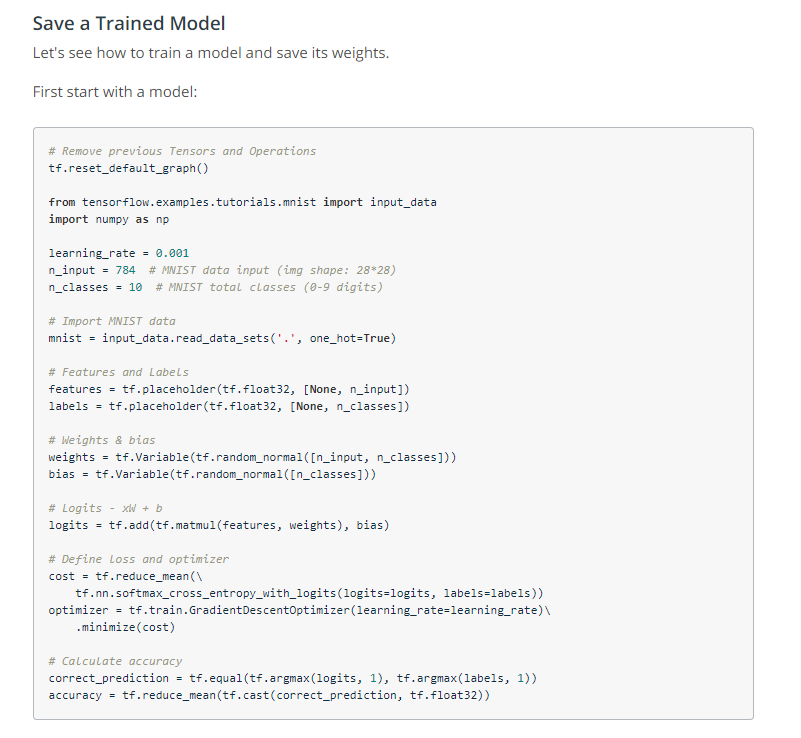 Save a Trained Model
Let's see how to train a model and save its weights.
First start with a model:
# Remove previous Tensors and Operations
tf.reset_default_graph()
from tensorflow.examples.tutorials.mnist import input_data
import numpy as np
learning_rate = 0.001
n_input = 784  # MNIST data input (img shape: 28*28)
n_classes = 10  # MNIST total classes (0-9 digits)
# Import MNIST data
mnist = input_data.read_data_sets('.', one_hot=True)
# Features and Labels
features = tf.placeholder(tf.float32, [None, n_input])
labels = tf.placeholder(tf.float32, [None, n_classes])
# Weights & bias
weights = tf.Variable(tf.random_normal([n_input, n_classes]))
bias = tf.Variable(tf.random_normal([n_classes]))
# Logits - xW + b
logits = tf.add(tf.matmul(features, weights), bias)
# Define loss and optimizer
cost = tf.reduce_mean(\
    tf.nn.softmax_cross_entropy_with_logits(logits=logits, labels=labels))
optimizer = tf.train.GradientDescentOptimizer(learning_rate=learning_rate)\
    .minimize(cost)
# Calculate accuracy
correct_prediction = tf.equal(tf.argmax(logits, 1), tf.argmax(labels, 1))
accuracy = tf.reduce_mean(tf.cast(correct_prediction, tf.float32))